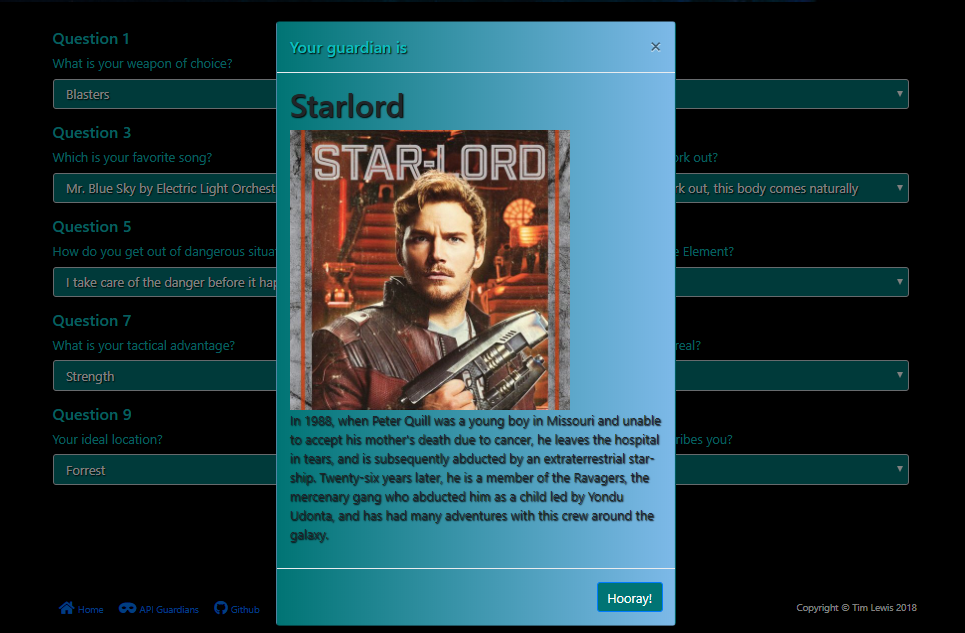 Question 1
What is your weapon of choice?
Blasters
Question 3
Which is your favorite song?
Mr. Blue Sky by Electric Light Orchest
out?
out, this body comes naturally
Question 5
How do you get out of dangerous
Element?
I take care of the danger before it
Question 7
What is your tactical advantage?
Strength
Question 9
Your ideal location?
you?
Forrest
Your guardian is
×
Starlord
STAR-LORD
In 1988, when Peter Quill was a young boy in Missouri and unable
to accept his mother's death due to cancer, he leaves the hospital
in tears, and is subsequently abducted by an extraterrestrial star-
ship. Twenty-six years later, he is a member of the Ravagers, the
mercenary gang who abducted him as a child led by Yondu
Udonta, and has had many adventures with this crew around the
galaxy.
Hooray!
Home API Guardians Github
Copyright © Tim Lewis 2018